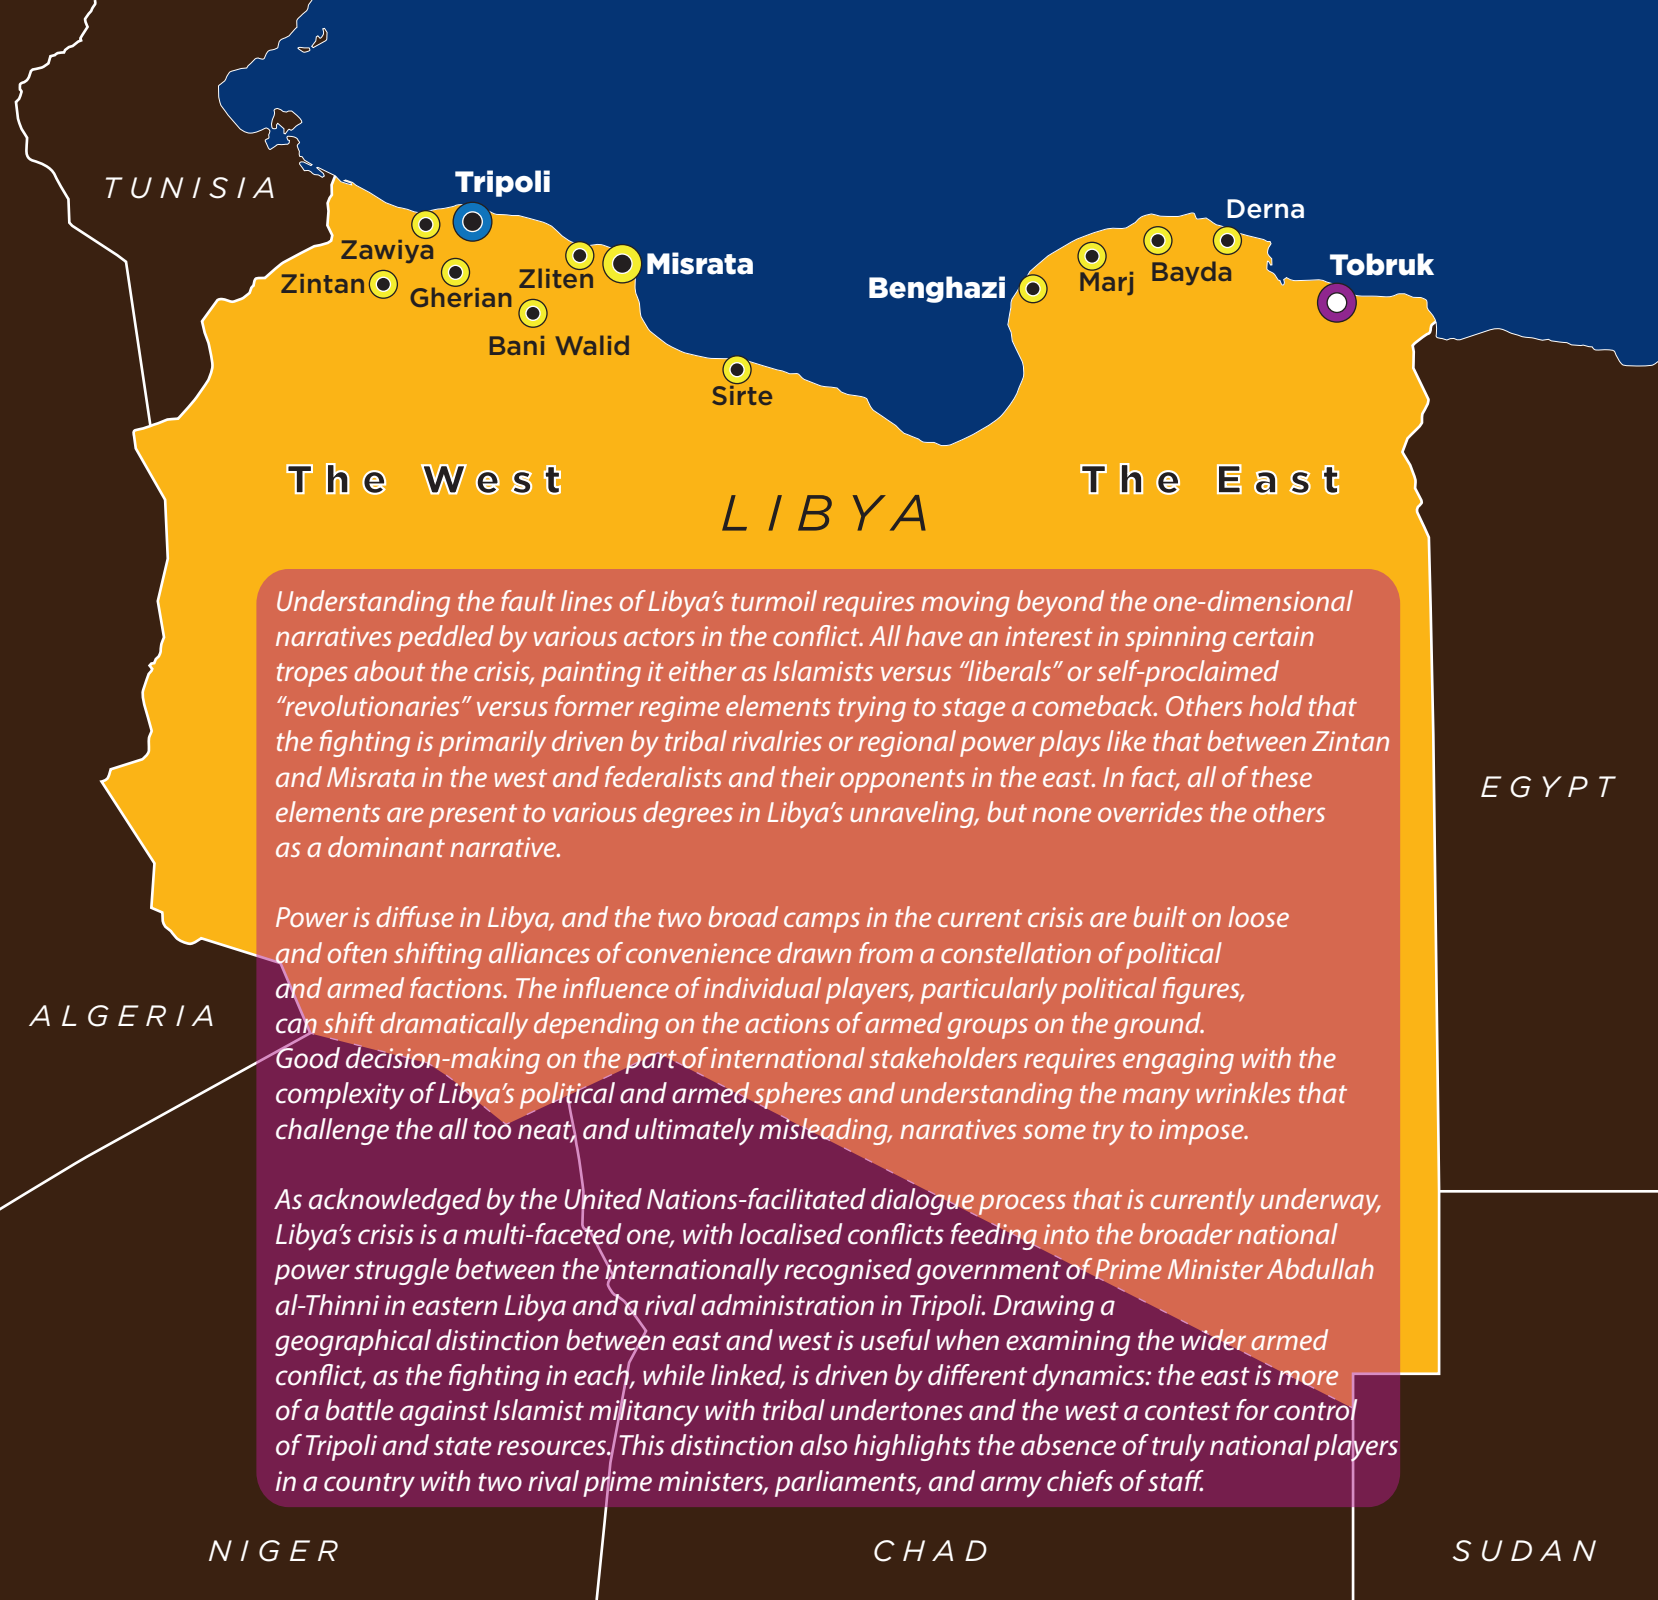 TUNISIA
Tripoli
Derna
Zawiya
Misrata
Tobruk
Zintan
Zliten
Benghazi
Marj
Bayda
Gherian
Bani Walid
Sirte
The West
The East
LIBYA
Understanding the fault lines of Libya’s turmoil requires moving beyond the one-dimensional
narratives peddled by various actors in the conflict. All have an interest in spinning certain
tropes about the crisis, painting it either as Islamists versus “liberals” or self-proclaimed
“revolutionaries” versus former regime elements trying to stage a comeback. Others hold that
the fighting is primarily driven by tribal rivalries or regional power plays like that between Zintan
and Misrata in the west and federalists and their opponents in the east. In fact, all of these
elements are present to various degrees in Libya’s unraveling, but none overrides the others
as a dominant narrative.
Power is diffuse in Libya, and the two broad camps in the current crisis are built on loose
and often shifting alliances of convenience drawn from a constellation of political
and armed factions. The influence of individual players, particularly political figures,
can shift dramatically depending on the actions of armed groups on the ground.
Good decision-making on the part of international stakeholders requires engaging with the
complexity of Libya’s political and armed spheres and understanding the many wrinkles that
challenge the all too neat, and ultimately misleading, narratives some try to impose.
As acknowledged by the United Nations-facilitated dialogue process that is currently underway,
Libya’s crisis is a multi-faceted one, with localised conflicts feeding into the broader national
power struggle between the internationally recognised government of Prime Minister Abdullah
al-Thinni in eastern Libya and a rival administration in Tripoli. Drawing a
geographical distinction between east and west is useful when examining the wider armed
conflict, as the fighting in each, while linked, is driven by different dynamics: the east is more
of a battle against Islamist militancy with tribal undertones and the west a contest for control
of Tripoli and state resources. This distinction also highlights the absence of truly national players
in a country with two rival prime ministers, parliaments, and army chiefs of staff.
EGYPT
ALGERIA
NIGER
CHAD
SUDAN